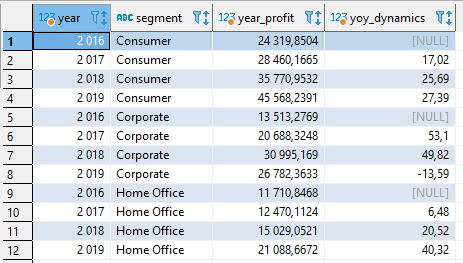 123 year ABC segment 123 year_profit 123 yoy_dynamics
1 2 016 Consumer 24 319,8504 [NULL]
2 2 017 Consumer 28 460,1665 17,02
3 2 018 Consumer 35 770,9532 25,69
4 2 019 Consumer 45 568,2391 27,39
5 2 016 Corporate 13 513,2769 [NULL]
6 2 017 Corporate 20 688,3248 53,1
7 2 018 Corporate 30 995,169 49,82
8 2 019 Corporate 26 782,3633 -13,59
9 2 016 Home Office 11 710,8468 [NULL]
10 2 017 Home Office 12 470,1124 6,48
11 2 018 Home Office 15 029,0521 20,52
12 2 019 Home Office 21 088,6672 40,32